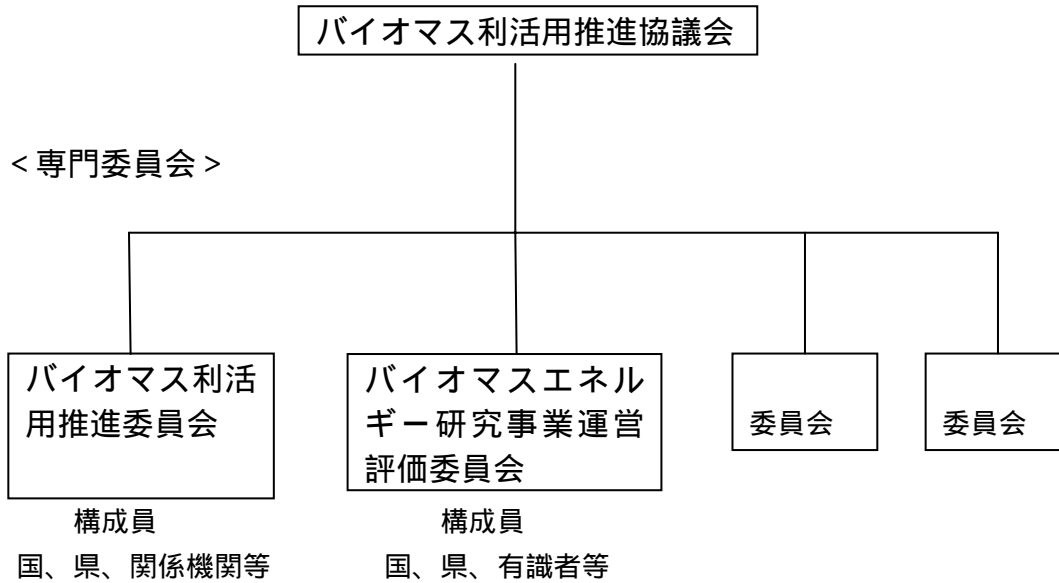 バイオマス利活用推進協議会
<専門委員会>
バイオマス利活
用推進委員会
バイオマスエネル
ギー研究事業運営
評価委員会
委員会
委員会
構成員
国、県、関係機関等
構成員
国、県、有識者等